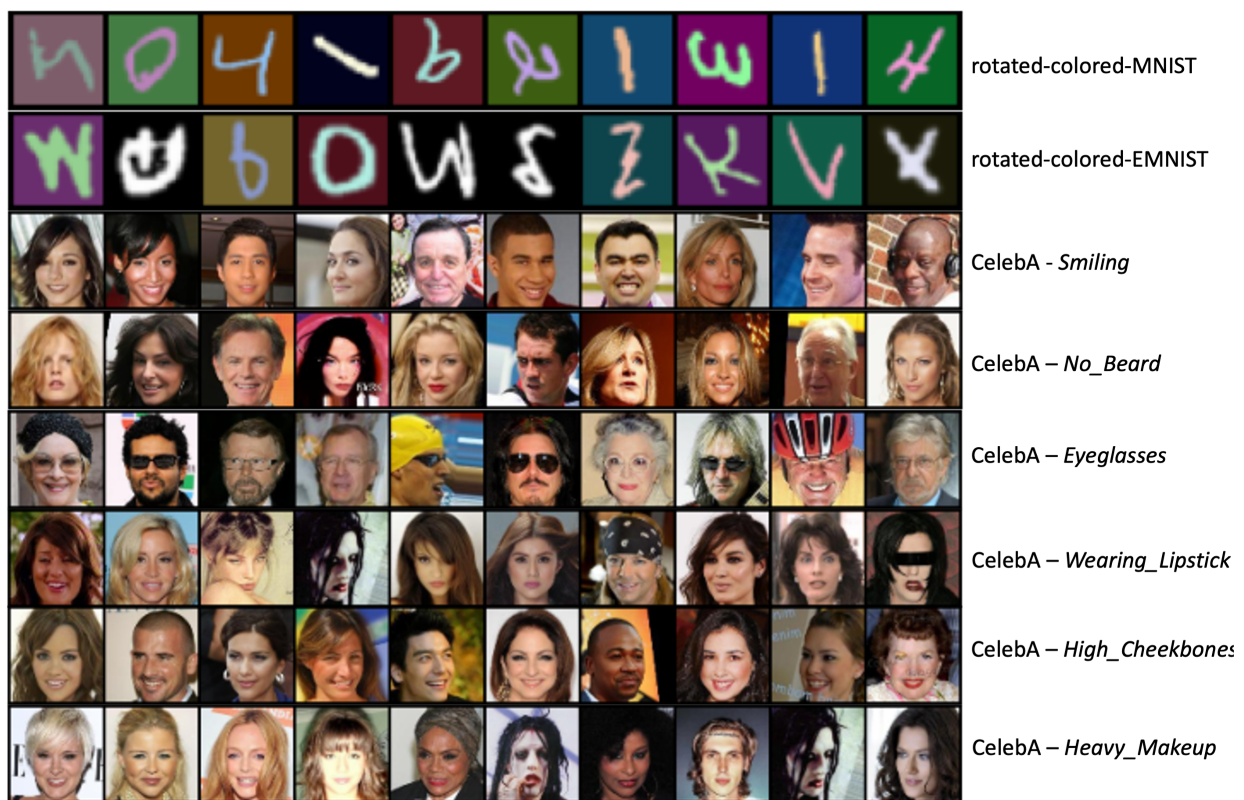 rotated-colored-MNIST
rotated-colored-EMNIST
CelebA - Smiling
CelebA – No_Beard
CelebA – Eyeglasses
CelebA – Wearing_Lipstick
CelebA – High_Cheekbones
CelebA – Heavy_Makeup